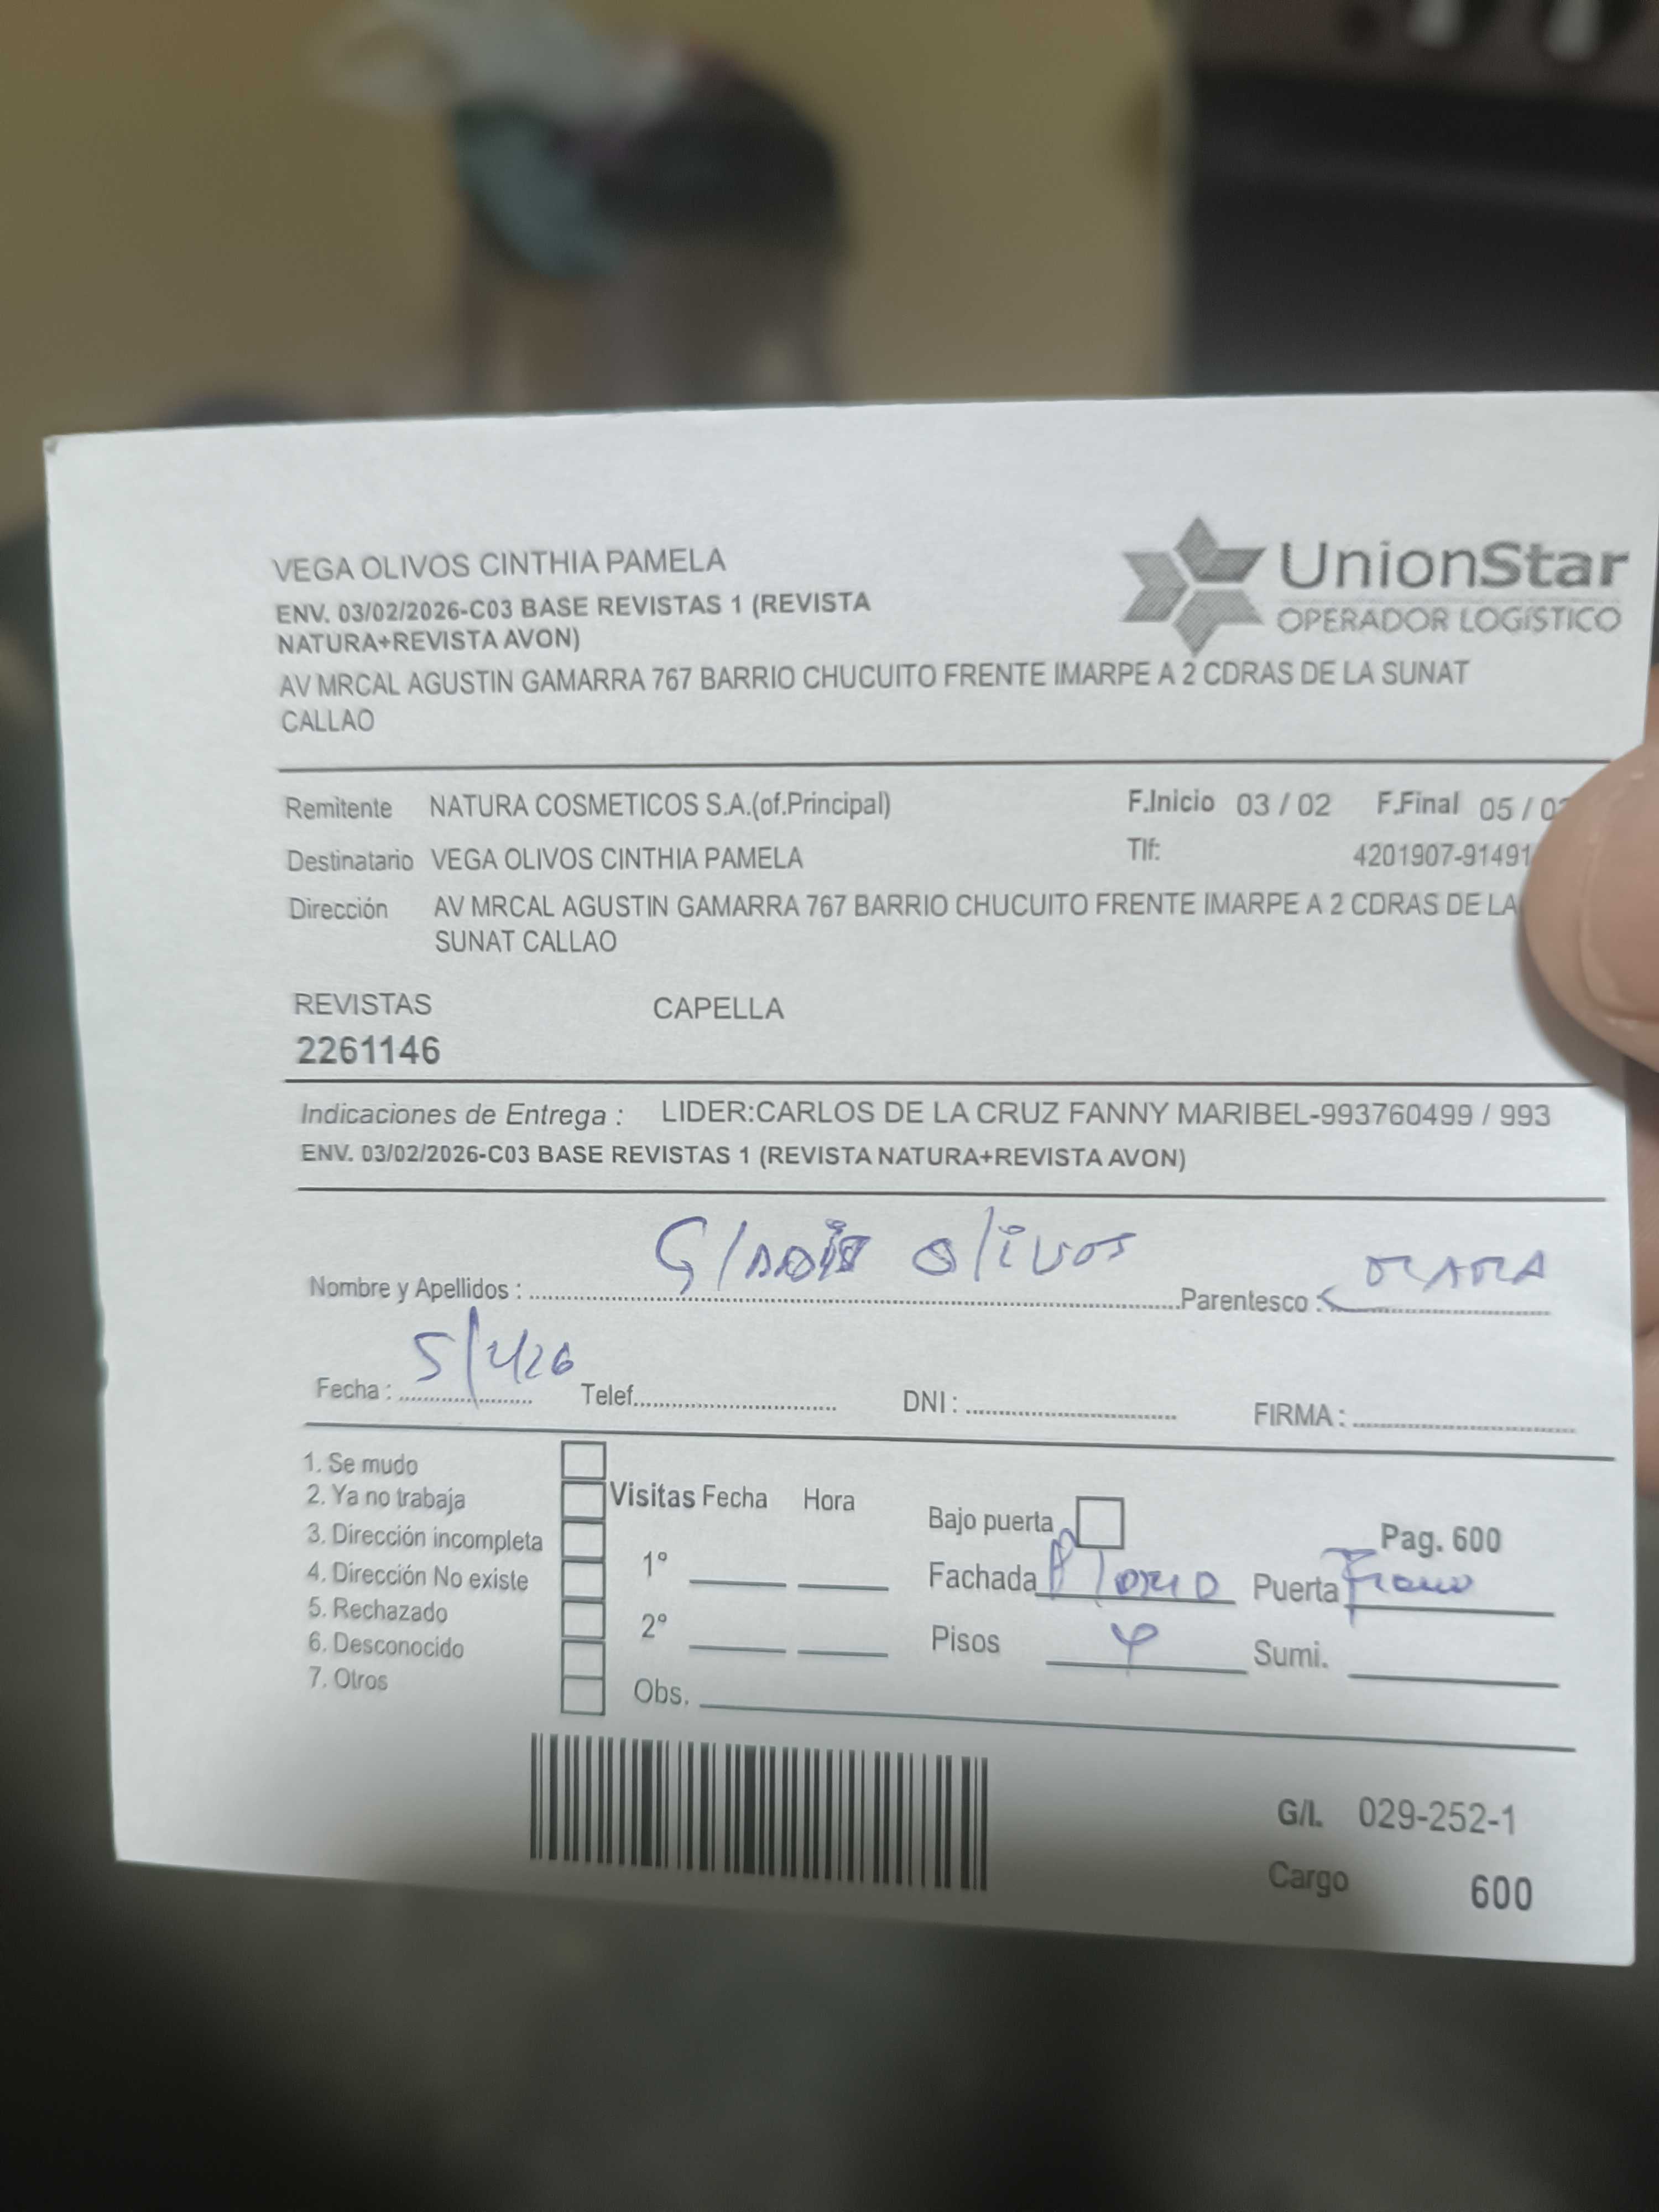 VEGA OLIVOS CINTHIA PAMELA
ENV. 03/02/2026-C03 BASE REVISTAS 1 (REVISTA
NATURA+REVISTA AVON)
AV MRCAL AGUSTIN GAMARRA 767 BARRIO CHUCUITO FRENTE IMARPE A 2 CDRAS DE LA SUNAT
CALLAO
UnionStar
OPERADOR LOGÍSTICO
Remitente NATURA COSMETICOS S.A.(of.Principal) F.Inicio 03 / 02 F.Final 05 / 0
Destinatario VEGA OLIVOS CINTHIA PAMELA Tlf: 4201907-91491
Dirección AV MRCAL AGUSTIN GAMARRA 767 BARRIO CHUCUITO FRENTE IMARPE A 2 CDRAS DE LA
SUNAT CALLAO
REVISTAS CAPELLA
2261146
Indicaciones de Entrega : LIDER:CARLOS DE LA CRUZ FANNY MARIBEL-993760499 / 993
ENV. 03/02/2026-C03 BASE REVISTAS 1 (REVISTA NATURA+REVISTA AVON)
Nombre y Apellidos : Olivos Parentesco :
Fecha : 5/2/26 Telef. DNI : FIRMA :
1. Se mudo
2. Ya no trabaja
3. Dirección incompleta
4. Dirección No existe
5. Rechazado
6. Desconocido
7. Otros
Visitas Fecha Hora
1°
2°
Obs.
Bajo puerta Pag. 600
Fachada Puerta
Pisos 4 Sumi.
G/I. 029-252-1
Cargo 600